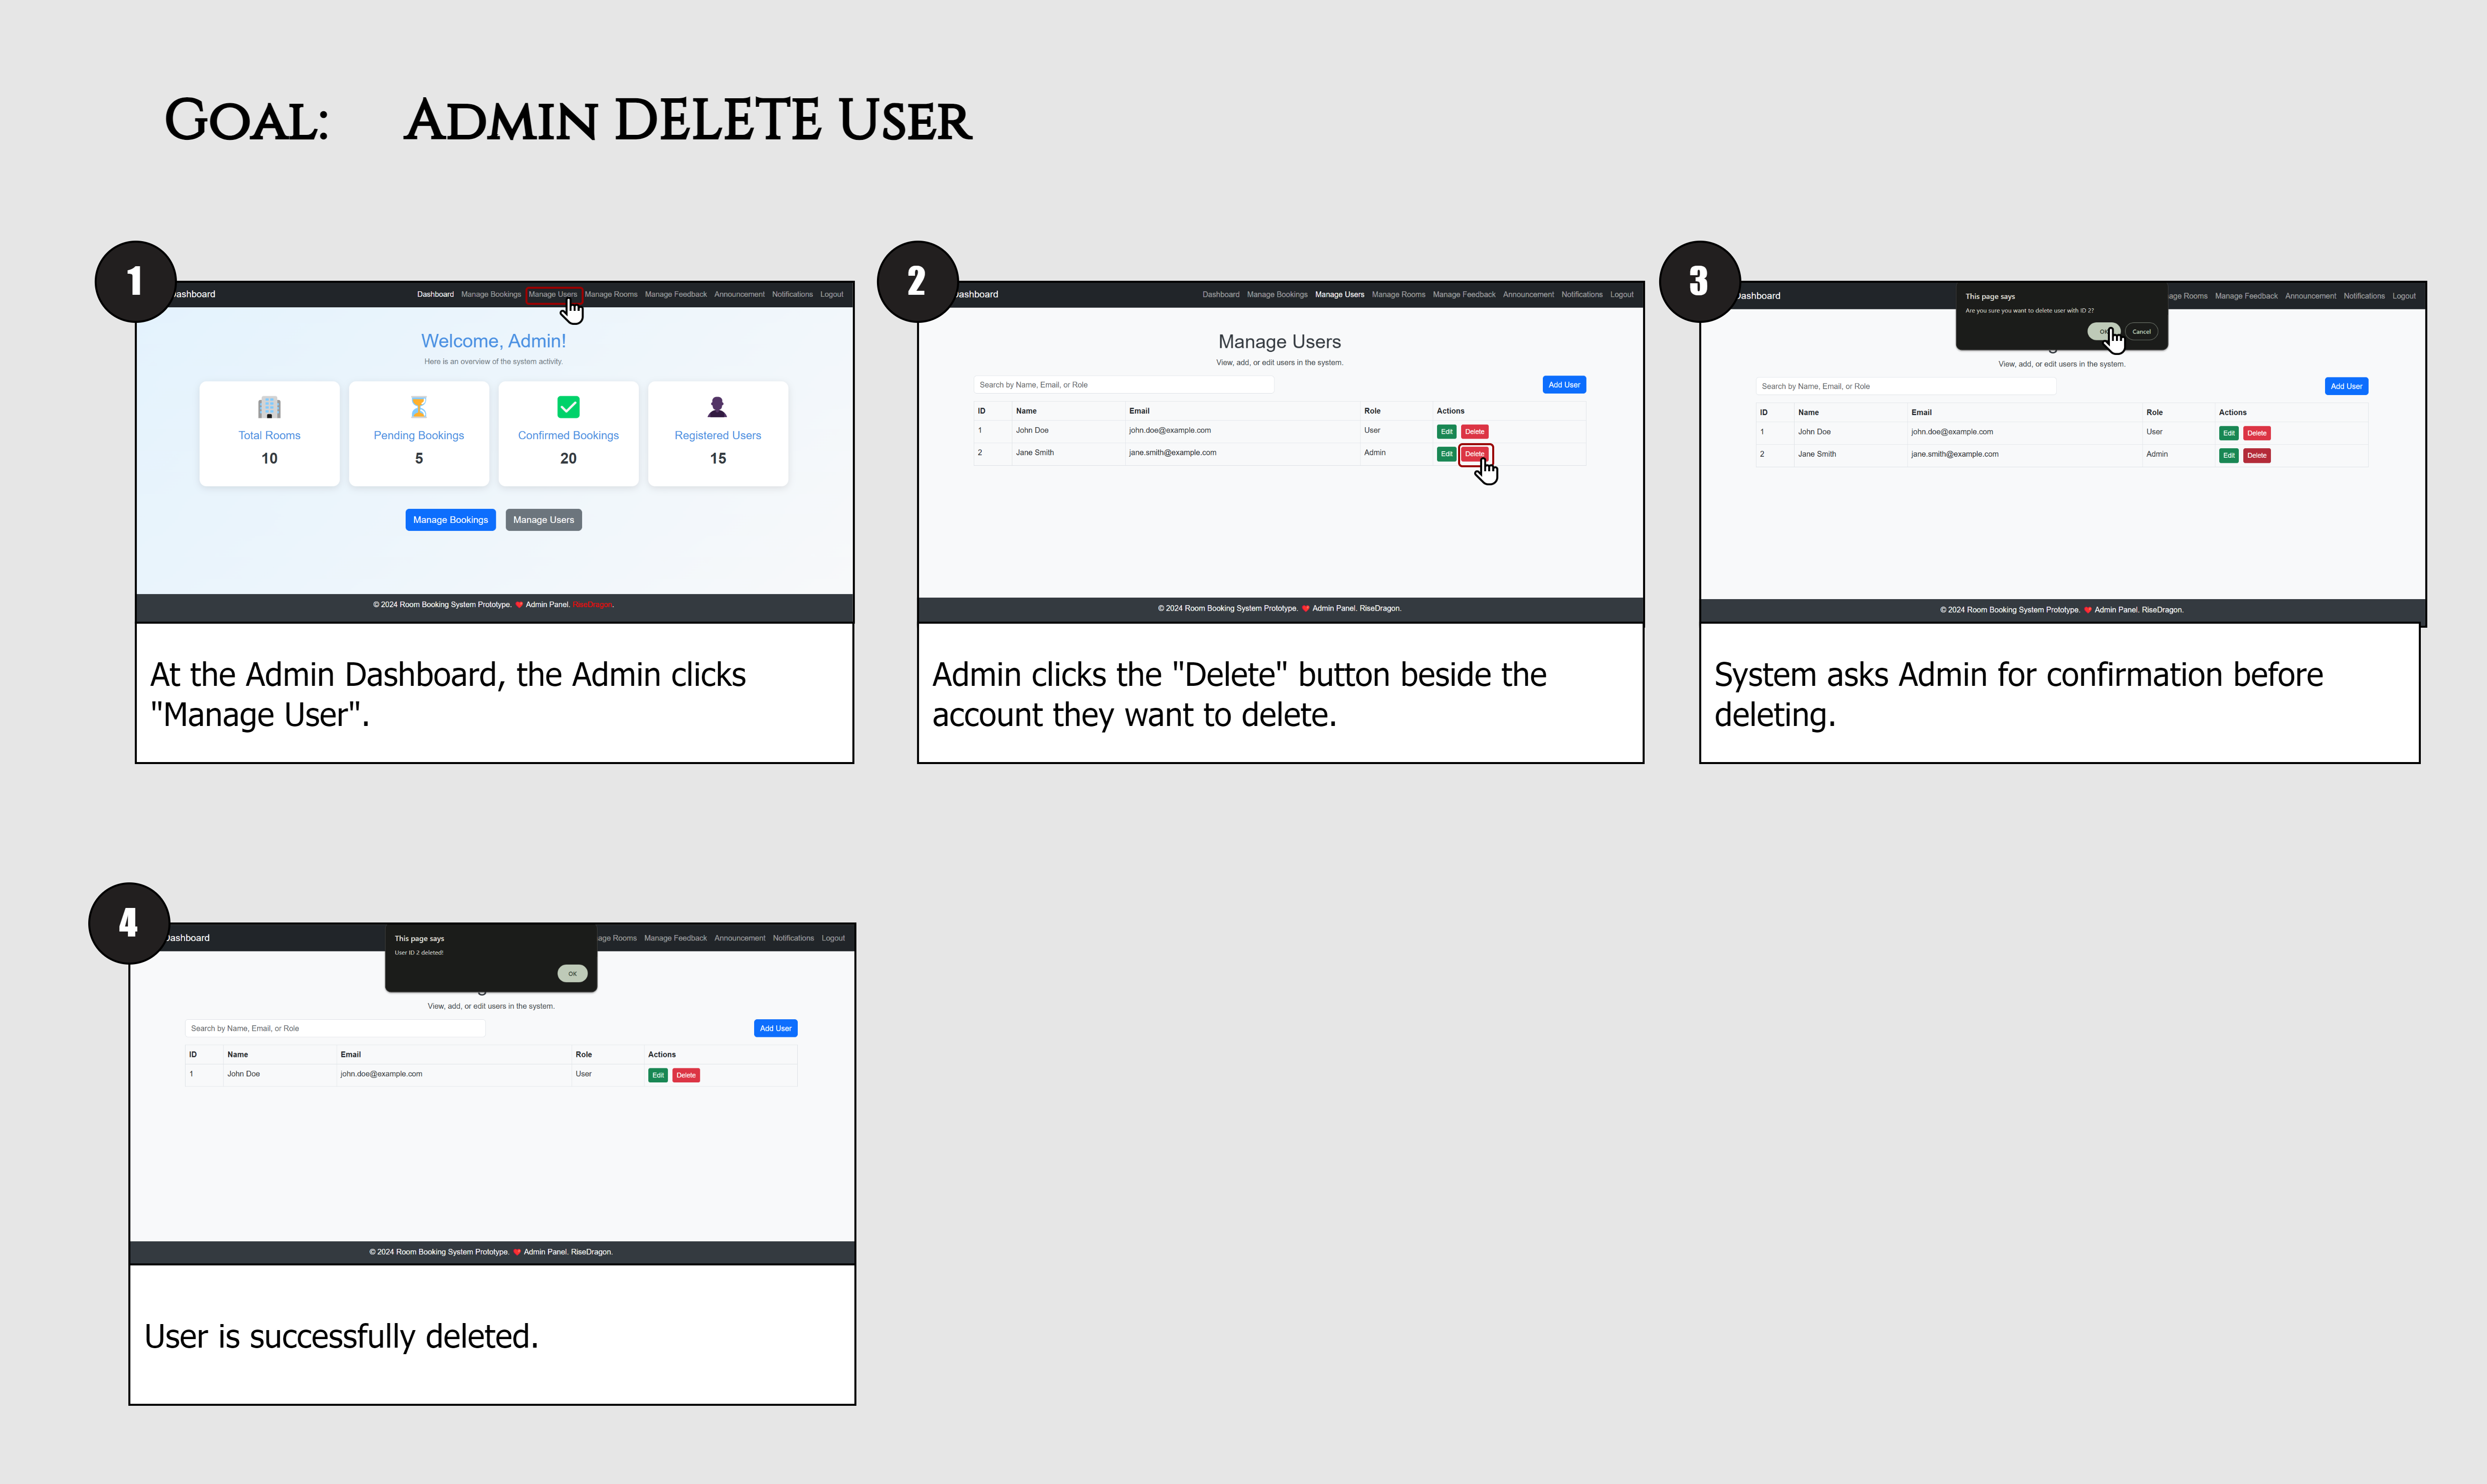 Goal: Admin DELETE User
1
ashboard
Dashboard Manage Bookings Manage Users Manage Rooms Manage Feedback Announcement Notifications Logout
Welcome, Admin!
Here is an overview of the system activity.
Total Rooms
10
Pending Bookings
5
Confirmed Bookings
20
Registered Users
15
Manage Bookings Manage Users
© 2024 Room Booking System Prototype. ❤️ Admin Panel. RiseDragon.
At the Admin Dashboard, the Admin clicks
"Manage User".
2
ashboard
Dashboard Manage Bookings Manage Users Manage Rooms Manage Feedback Announcement Notifications Logout
Manage Users
View, add, or edit users in the system.
Search by Name, Email, or Role
Add User
ID Name Email Role Actions
1 John Doe john.doe@example.com User Edit Delete
2 Jane Smith jane.smith@example.com Admin Edit Delete
© 2024 Room Booking System Prototype. ❤️ Admin Panel. RiseDragon.
Admin clicks the "Delete" button beside the
account they want to delete.
3
Dashboard
age Rooms Manage Feedback Announcement Notifications Logout
This page says
Are you sure you want to delete user with ID 2?
OK Cancel
View, add, or edit users in the system.
Search by Name, Email, or Role
Add User
ID Name Email Role Actions
1 John Doe john.doe@example.com User Edit Delete
2 Jane Smith jane.smith@example.com Admin Edit Delete
© 2024 Room Booking System Prototype. ❤️ Admin Panel. RiseDragon.
System asks Admin for confirmation before
deleting.
4
Dashboard
age Rooms Manage Feedback Announcement Notifications Logout
This page says
User ID 2 deleted!
OK
View, add, or edit users in the system.
Search by Name, Email, or Role
Add User
ID Name Email Role Actions
1 John Doe john.doe@example.com User Edit Delete
© 2024 Room Booking System Prototype. ❤️ Admin Panel. RiseDragon.
User is successfully deleted.